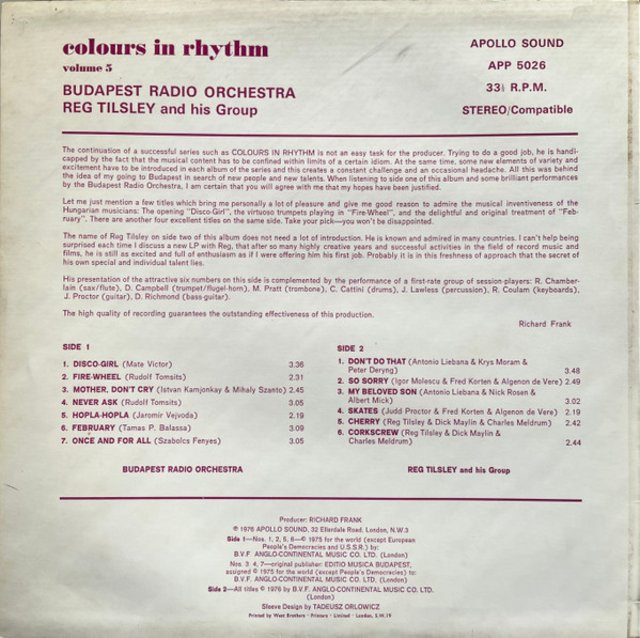 colours in rhythm
volume 5
BUDAPEST RADIO ORCHESTRA
REG TILSLEY and his Group
APOLLO SOUND
APP 5026
33⅓ R.P.M.
STEREO/Compatible
The continuation of a successful series such as COLOURS IN RHYTHM is not an easy task for the producer. Trying to do a good job, he is handi-
capped by the fact that the musical content has to be confined within limits of a certain idiom. At the same time, some new elements of variety and
excitement have to be introduced in each album of the series and this creates a constant challenge and an occasional headache. All this was behind
the idea of my going to Budapest in search of new people and new talents. When listening to side one of this album and some brilliant performances
by the Budapest Radio Orchestra, I am certain that you will agree with me that my hopes have been justified.
Let me just mention a few titles which bring me personally a lot of pleasure and give me good reason to admire the musical inventiveness of the
Hungarian musicians: The opening "Disco-Girl", the virtuoso trumpets playing in "Fire-Wheel", and the delightful and original treatment of "Feb-
ruary". There are another four excellent titles on the same side. Take your pick—you won't be disappointed.
The name of Reg Tilsley on side two of this album does not need a lot of introduction. He is known and admired in many countries. I can't help being
surprised each time I discuss a new LP with Reg, that after so many highly creative years and successful activities in the field of record music and
films, he is still as excited and full of enthusiasm as if I were offering him his first job. Probably it is in this freshness of approach that the secret of
his own special and individual talent lies.
His presentation of the attractive six numbers on this side is complemented by the performance of a first-rate group of session-players: R. Chamber-
lain (sax/flute), D. Campbell (trumpet/flugel-horn), M. Pratt (trombone), C. Cattini (drums), J. Lawless (percussion), R. Coulam (keyboards),
J. Proctor (guitar), D. Richmond (bass-guitar).
The high quality of recording guarantees the outstanding effectiveness of this production.
Richard Frank
SIDE 1
1. DISCO-GIRL (Mate Victor) 3.36
2. FIRE-WHEEL (Rudolf Tomsits) 2.31
3. MOTHER, DON'T CRY (Istvan Kamjonkay & Mihaly Szanto) 2.45
4. NEVER ASK (Rudolf Tomsits) 3.05
5. HOPLA-HOPLA (Jaromir Vejvoda) 2.19
6. FEBRUARY (Tamas P. Balassa) 3.09
7. ONCE AND FOR ALL (Szabolcs Fenyes) 3.05
BUDAPEST RADIO ORCHESTRA
SIDE 2
1. DON'T DO THAT (Antonio Liebana & Krys Moram &
Peter Deryng) 3.48
2. SO SORRY (Igor Molescu & Fred Korten & Algenon de Vere) 2.49
3. MY BELOVED SON (Antonio Liebana & Nick Rosen &
Albert Mick) 3.02
4. SKATES (Judd Proctor & Fred Korten & Algenon de Vere) 2.19
5. CHERRY (Reg Tilsley & Dick Maylin & Charles Meldrum) 2.42
6. CORKSCREW (Reg Tilsley & Dick Maylin &
Charles Meldrum) 2.44
REG TILSLEY and his Group
Producer: RICHARD FRANK
℗ 1976 APOLLO SOUND, 32 Ellerdale Road, London, N.W.3
Side 1—Nos. 1, 2, 5, 6—© 1975 for the world (except European
People's Democracies and U.S.S.R.) by:
B.V.F. ANGLO-CONTINENTAL MUSIC CO. LTD. (London)
Nos. 3, 4, 7—original publisher: EDITIO MUSICA BUDAPEST,
assigned © 1975 for the world (except People's Democracies) to:
B.V.F. ANGLO-CONTINENTAL MUSIC CO. LTD. (London)
Side 2—All titles © 1976 by B.V.F. ANGLO-CONTINENTAL MUSIC CO. LTD.
(London)
Sleeve Design by TADEUSZ ORLOWICZ
Printed by West Brothers · Printers · Limited · London, S.W.19